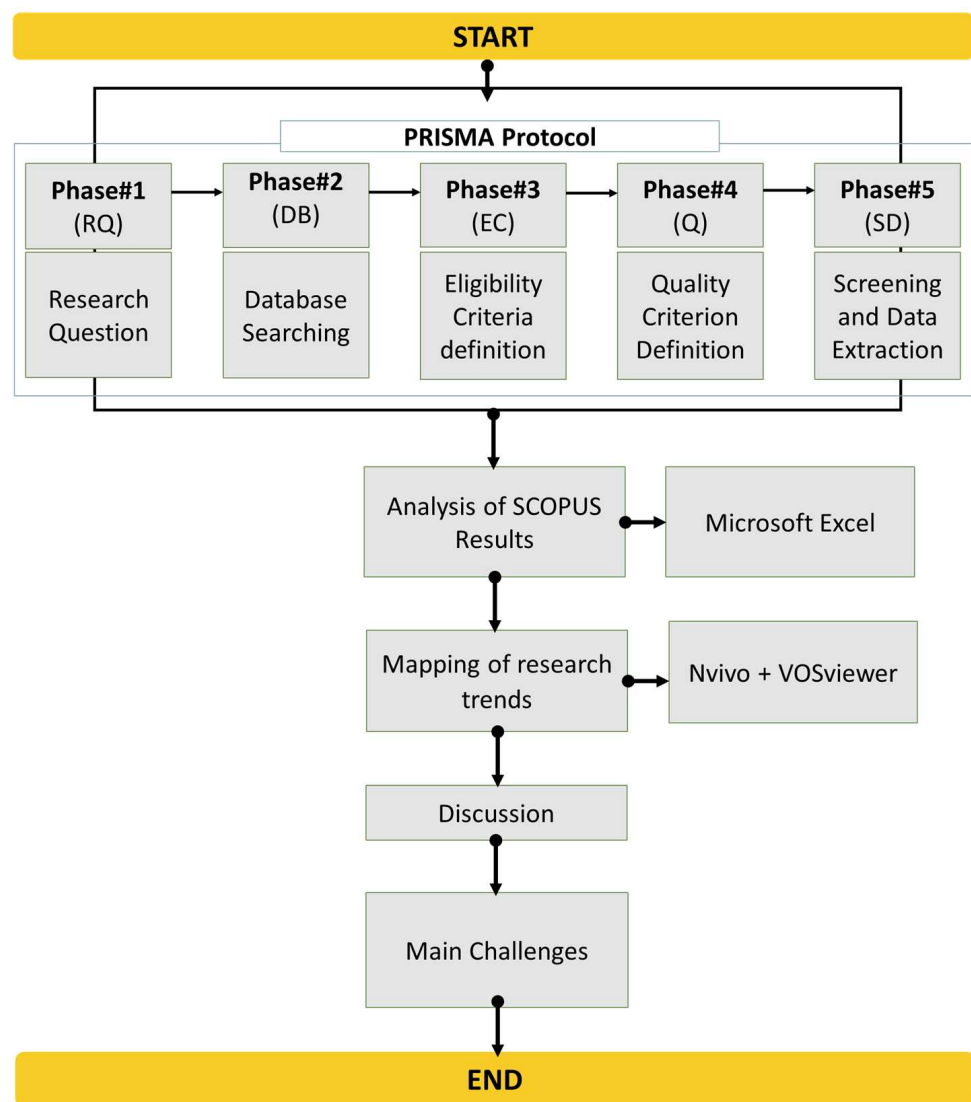 START
PRISMA Protocol
Phase#1
(RQ)
Phase#2
(DB)
Phase#3
(EC)
Phase#4
(Q)
Phase#5
(SD)
Research
Question
Database
Searching
Eligibility
Criteria
definition
Quality
Criterion
Definition
Screening
and Data
Extraction
Analysis of SCOPUS
Results
Microsoft Excel
Mapping of research
trends
Nvivo + VOSviewer
Discussion
Main Challenges
END